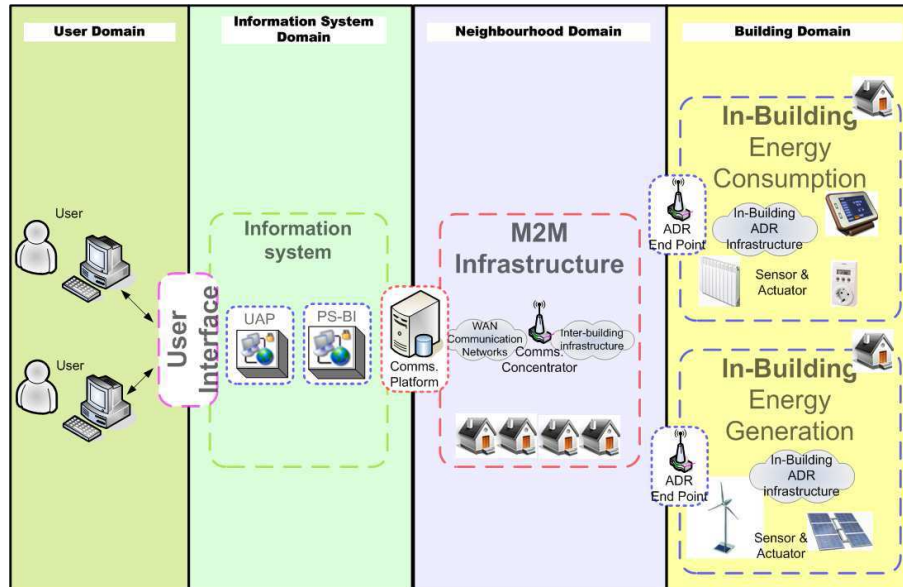 User Domain
Information System
Domain
Neighbourhood Domain
Building Domain
User
User
User
Interface
Information
system
UAP
PS-BI
Comms.
Platform
M2M
Infrastructure
WAN
Communication
Networks
Comms.
Concentrator
Inter-building
infrastructure
ADR
End Point
In-Building
Energy
Consumption
In-Building
ADR
Infrastructure
Sensor &
Actuator
ADR
End Point
In-Building
Energy
Generation
In-Building
ADR
infrastructure
Sensor &
Actuator